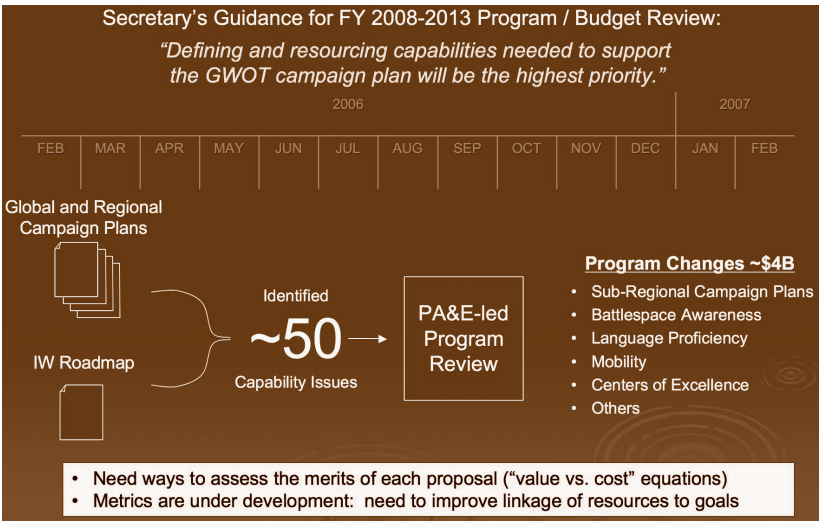 Secretary’s Guidance for FY 2008-2013 Program / Budget Review:
“Defining and resourcing capabilities needed to support
the GWOT campaign plan will be the highest priority.”
2006 2007
FEB MAR APR MAY JUN JUL AUG SEP OCT NOV DEC JAN FEB
Global and Regional
Campaign Plans
IW Roadmap
Identified
~50
Capability Issues
PA&E-led
Program
Review
Program Changes ~$4B
• Sub-Regional Campaign Plans
• Battlespace Awareness
• Language Proficiency
• Mobility
• Centers of Excellence
• Others
• Need ways to assess the merits of each proposal (“value vs. cost” equations)
• Metrics are under development: need to improve linkage of resources to goals